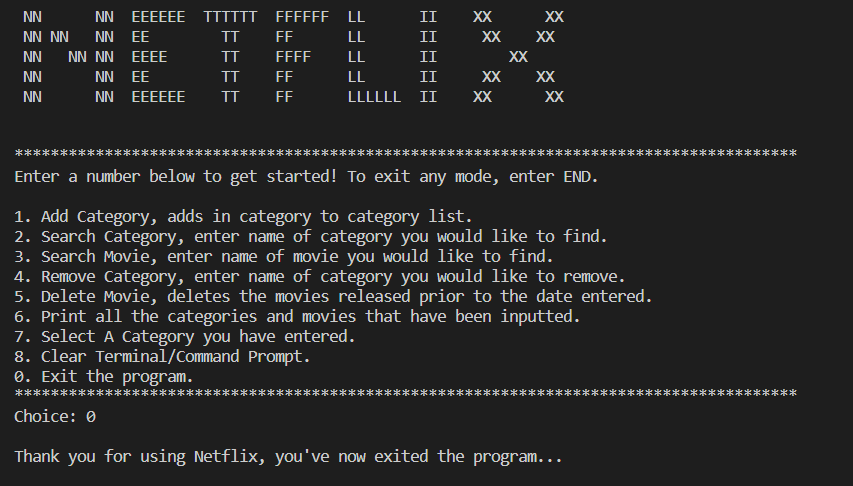 NN      NN  EEEEEE  TTTTTT  FFFFFF  LL      II    XX      XX
NN NN   NN  EE        TT    FF      LL      II     XX    XX
NN   NN NN  EEEE      TT    FFFF    LL      II        XX
NN      NN  EE        TT    FF      LL      II     XX    XX
NN      NN  EEEEEE    TT    FF      LLLLLL  II    XX      XX
***************************************************************************************
Enter a number below to get started! To exit any mode, enter END.
1. Add Category, adds in category to category list.
2. Search Category, enter name of category you would like to find.
3. Search Movie, enter name of movie you would like to find.
4. Remove Category, enter name of category you would like to remove.
5. Delete Movie, deletes the movies released prior to the date entered.
6. Print all the categories and movies that have been inputted.
7. Select A Category you have entered.
8. Clear Terminal/Command Prompt.
0. Exit the program.
***************************************************************************************
Choice: 0
Thank you for using Netflix, you've now exited the program...